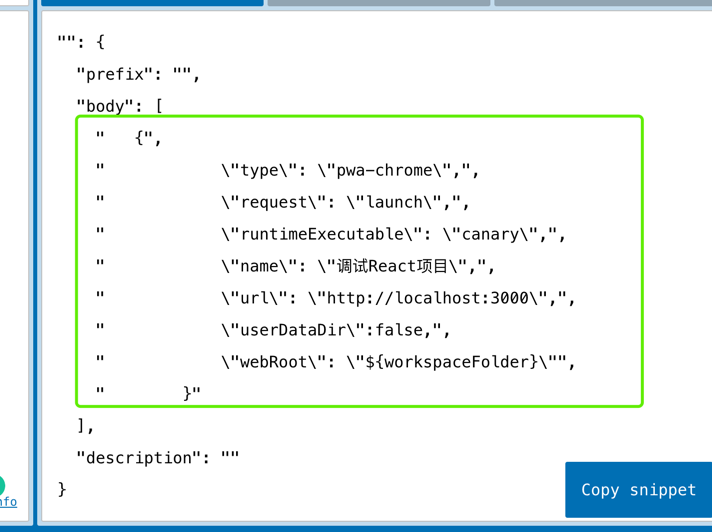 "": {
  "prefix": "",
  "body": [
    "   {",
    "            \"type\": \"pwa-chrome\",",
    "            \"request\": \"launch\",",
    "            \"runtimeExecutable\": \"canary\",",
    "            \"name\": \"调试React项目\",",
    "            \"url\": \"http://localhost:3000\",",
    "            \"userDataDir\":false,",
    "            \"webRoot\": \"${workspaceFolder}\"",
    "        }"
  ],
  "description": ""
}
Copy snippet